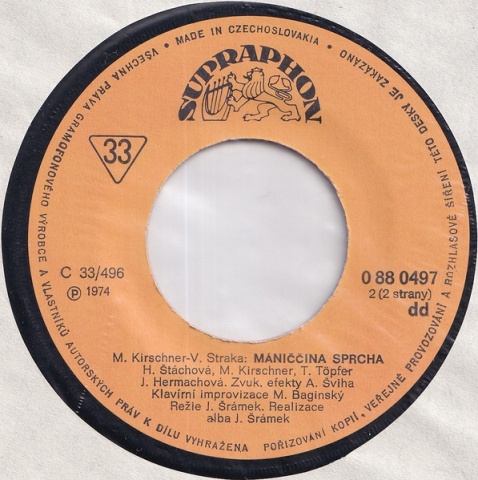 VŠECHNA PRÁVA GRAMOFONOVÉHO VÝROBCE A VLASTNÍKŮ AUTORSKÝCH PRÁV K DÍLU VYHRAŽENA
MADE IN CZECHOSLOVAKIA
POŘIZOVÁNÍ KOPIÍ, VEŘEJNÉ PROVOZOVÁNÍ A ROZHLASOVÉ ŠÍŘENÍ TÉTO DESKY JE ZAKÁZÁNO
SUPRAPHON
33
C 33/496
℗ 1974
0 88 0497
2 (2 strany)
dd
M. Kirschner-V. Straka: MÁNIČČINA SPRCHA
H. Štáchová, M. Kirschner, T. Töpfer
J. Hermachová. Zvuk. efekty A. Šviha
Klavírní improvizace M. Baginský
Režie J. Šrámek. Realizace
alba J. Šrámek